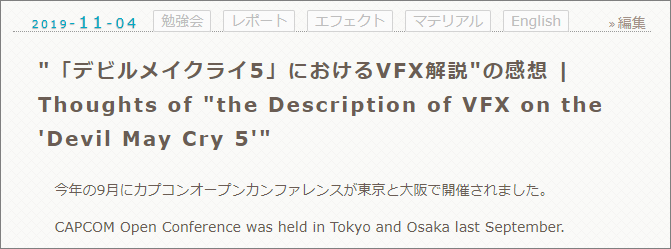 2019-11-04 勉強会 レポート エフェクト マテリアル English » 編集
"「デビルメイクライ5」におけるVFX解説"の感想 |
Thoughts of "the Description of VFX on the
'Devil May Cry 5'"
今年の9月にカプコンオープンカンファレンスが東京と大阪で開催されました。
CAPCOM Open Conference was held in Tokyo and Osaka last September.